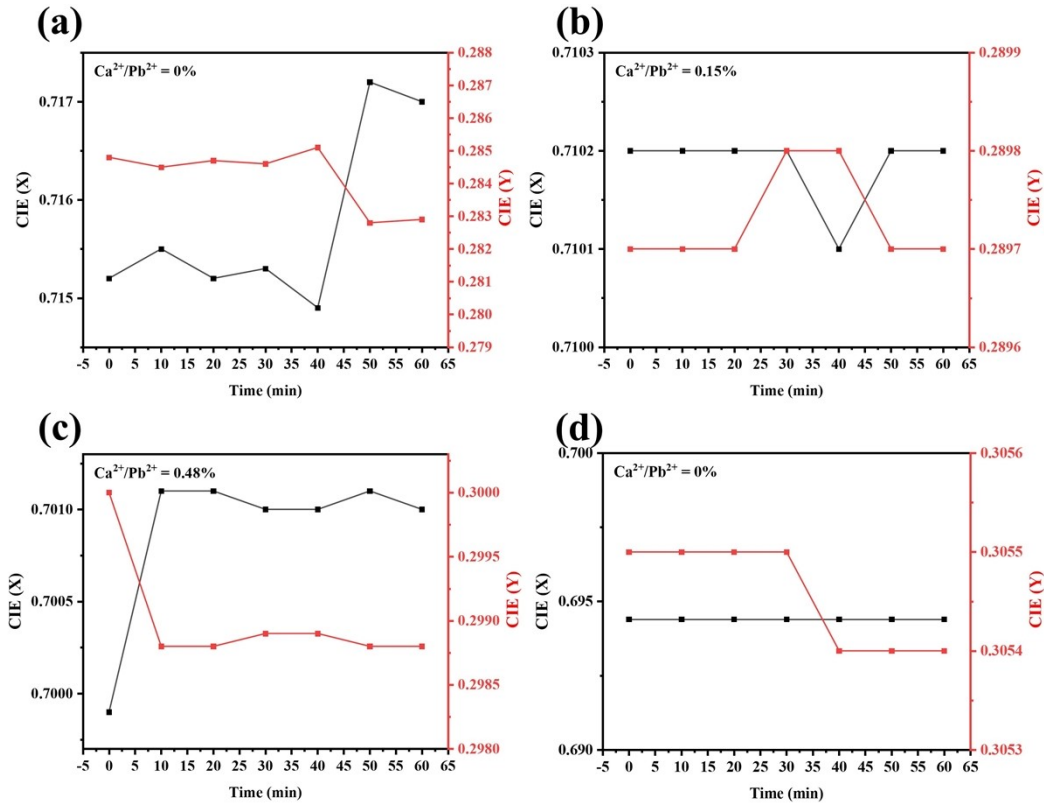 (a)
Ca²⁺/Pb²⁺ = 0%
0.717
0.716
0.715
CIE (X)
0.288
0.287
0.286
0.285
0.284
0.283
0.282
0.281
0.280
0.279
CIE (Y)
-5 0 5 10 15 20 25 30 35 40 45 50 55 60 65
Time (min)
(b)
Ca²⁺/Pb²⁺ = 0.15%
0.7103
0.7102
0.7101
0.7100
CIE (X)
0.2899
0.2898
0.2897
0.2896
CIE (Y)
-5 0 5 10 15 20 25 30 35 40 45 50 55 60 65
Time (min)
(c)
Ca²⁺/Pb²⁺ = 0.48%
0.7010
0.7005
0.7000
CIE (X)
0.3000
0.2995
0.2990
0.2985
0.2980
CIE (Y)
-5 0 5 10 15 20 25 30 35 40 45 50 55 60 65
Time (min)
(d)
Ca²⁺/Pb²⁺ = 0%
0.700
0.695
0.690
CIE (X)
0.3056
0.3055
0.3054
0.3053
CIE (Y)
-5 0 5 10 15 20 25 30 35 40 45 50 55 60 65
Time (min)